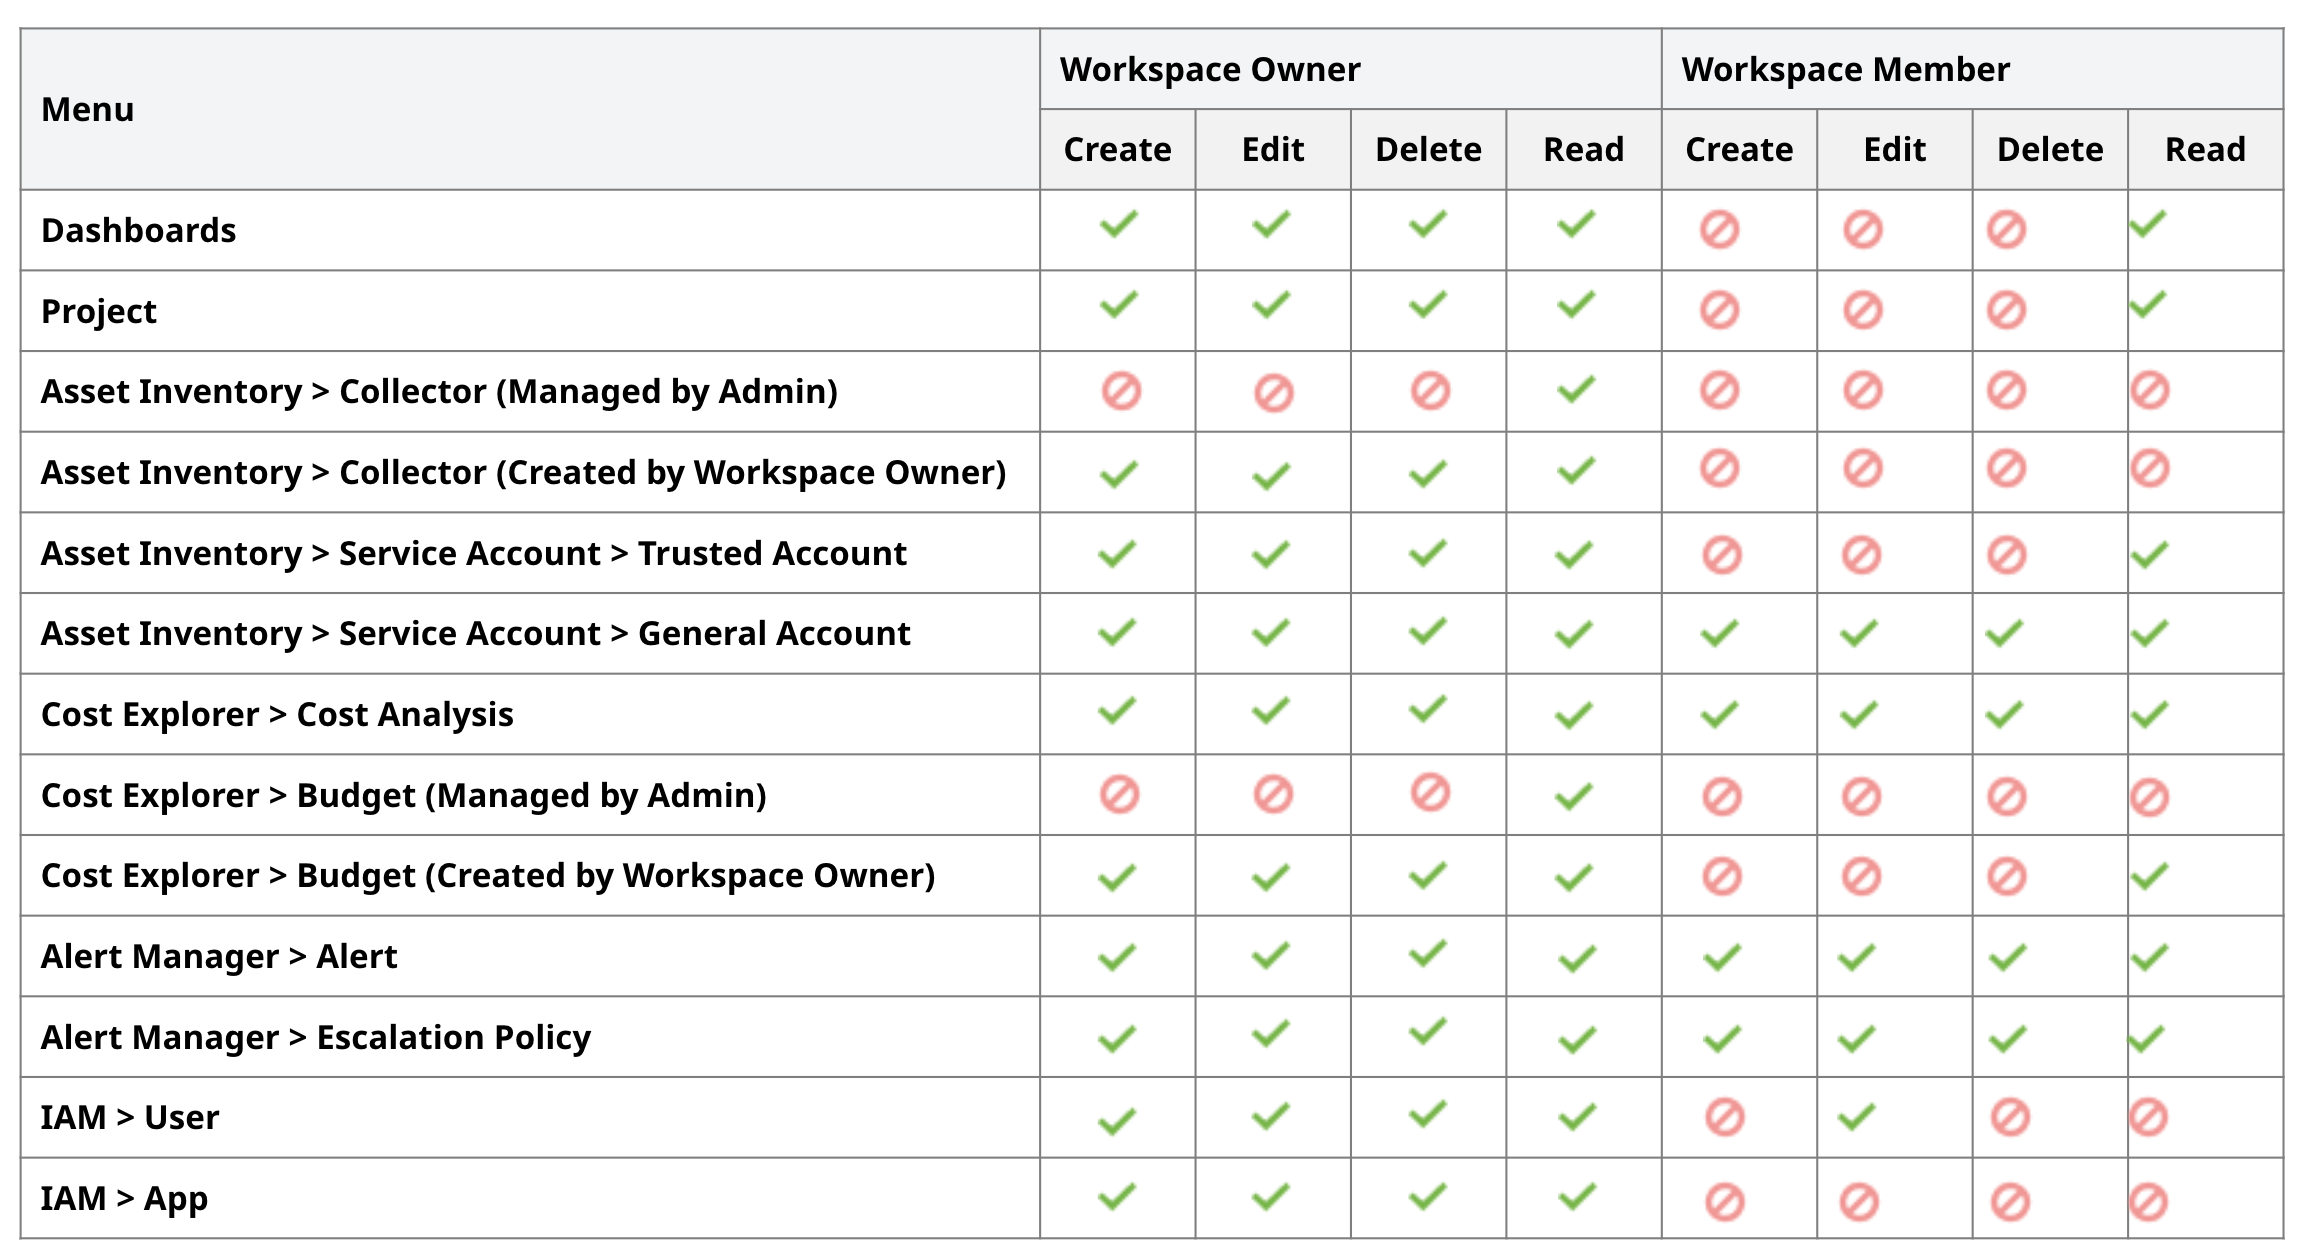 Menu
Workspace Owner
Workspace Member
Create Edit Delete Read Create Edit Delete Read
Dashboards
Project
Asset Inventory > Collector (Managed by Admin)
Asset Inventory > Collector (Created by Workspace Owner)
Asset Inventory > Service Account > Trusted Account
Asset Inventory > Service Account > General Account
Cost Explorer > Cost Analysis
Cost Explorer > Budget (Managed by Admin)
Cost Explorer > Budget (Created by Workspace Owner)
Alert Manager > Alert
Alert Manager > Escalation Policy
IAM > User
IAM > App